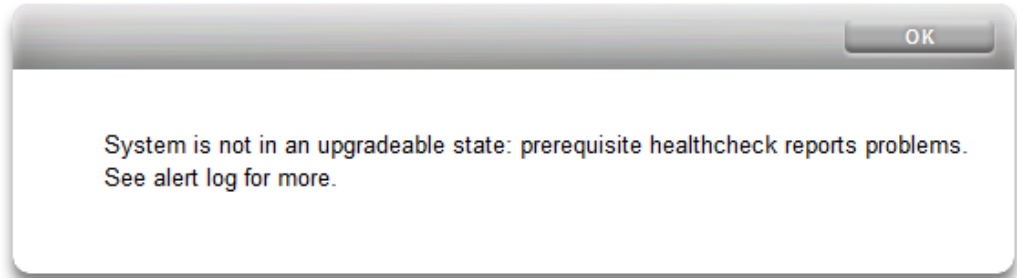 OK
System is not in an upgradeable state: prerequisite healthcheck reports problems.
See alert log for more.